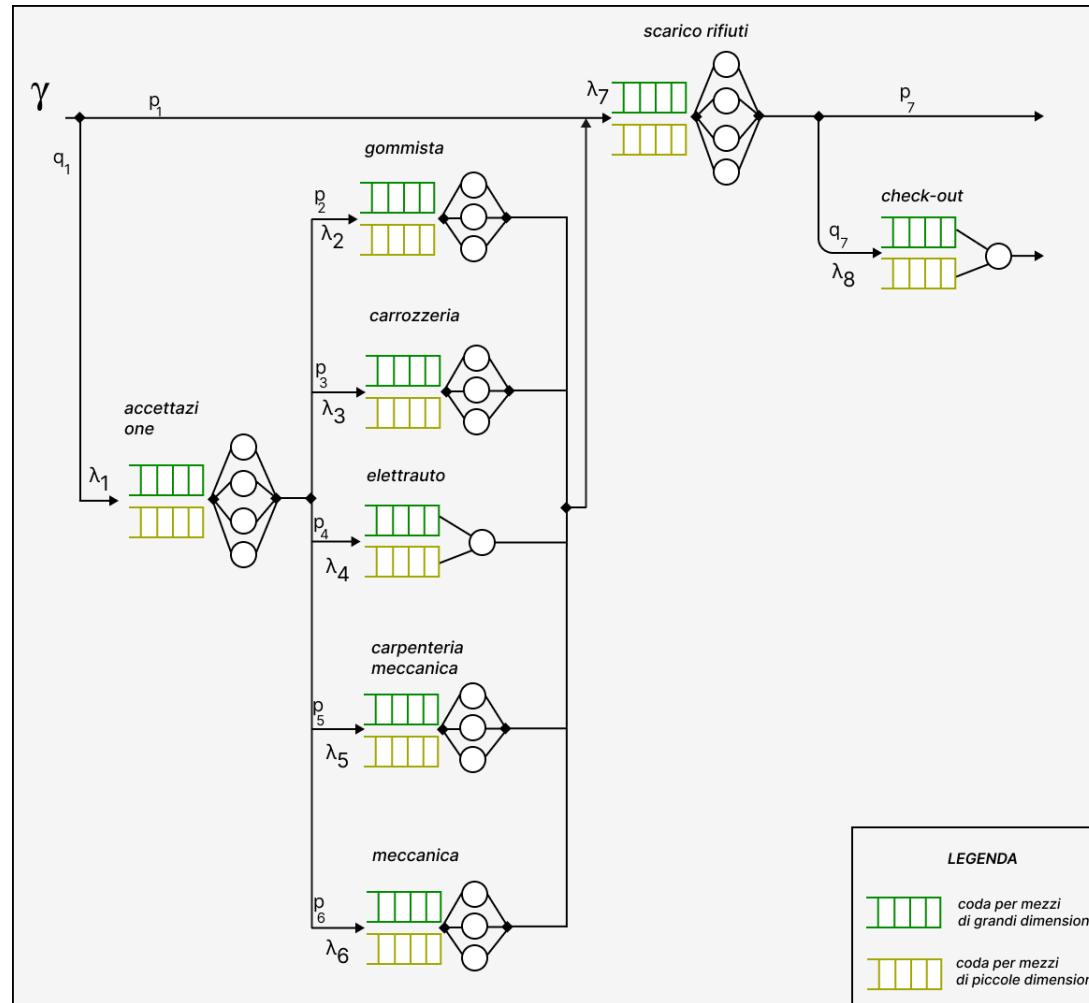 scarico rifiuti
γ
p1
λ7
p7
q1
gommista
p2
λ2
check-out
q7
λ8
carrozzeria
p3
λ3
accettazi
one
λ1
elettrauto
p4
λ4
carpenteria
meccanica
p5
λ5
meccanica
p6
λ6
LEGENDA
coda per mezzi
di grandi dimension
coda per mezzi
di piccole dimension